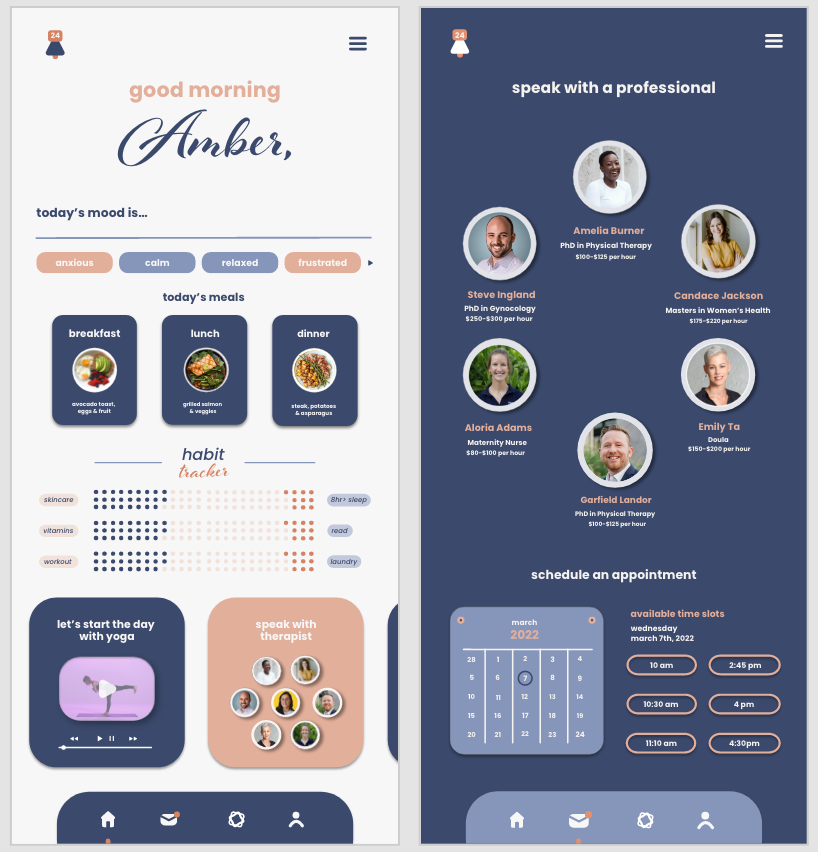 24
good morning
Amber,
today's mood is...
anxious calm relaxed frustrated
today's meals
breakfast lunch dinner
avocado toast,
eggs & fruit
grilled salmon
& veggies
steak, potatoes
& asparagus
habit
tracker
skincare 8hr+ sleep
vitamins read
workout laundry
let's start the day
with yoga
speak with
therapist
24
speak with a professional
Amelia Burner
PhD in Physical Therapy
$100-$125 per hour
Steve Ingland
PhD in Gynocology
$250-$300 per hour
Candace Jackson
Masters in Women's Health
$175-$220 per hour
Aloria Adams
Maternity Nurse
$80-$100 per hour
Emily Ta
Doula
$150-$200 per hour
Garfield Landor
PhD in Physical Therapy
$100-$125 per hour
schedule an appointment
march
2022
28 1 2 3 4
5 6 7 8 9
10 11 12 12 13
15 16 17 18 19
20 21 22 23 24
available time slots
wednesday
march 7th, 2022
10 am 2:45 pm
10:30 am 4 pm
11:10 am 4:30pm